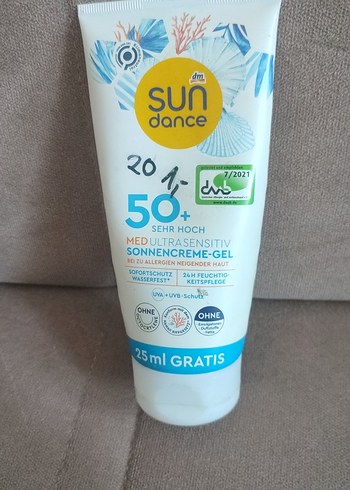 dm
SUN
dance
20 1,-
7/2021
50+
SEHR HOCH
MED ULTRASENSITIV
SONNENCREME-GEL
BEI ZU ALLERGIEN NEIGENDER HAUT
SOFORTSCHUTZ
WASSERFEST*
24H FEUCHTIG-
KEITSPFLEGE
UVA + UVB-Schutz
OHNE
OHNE
25ml GRATIS